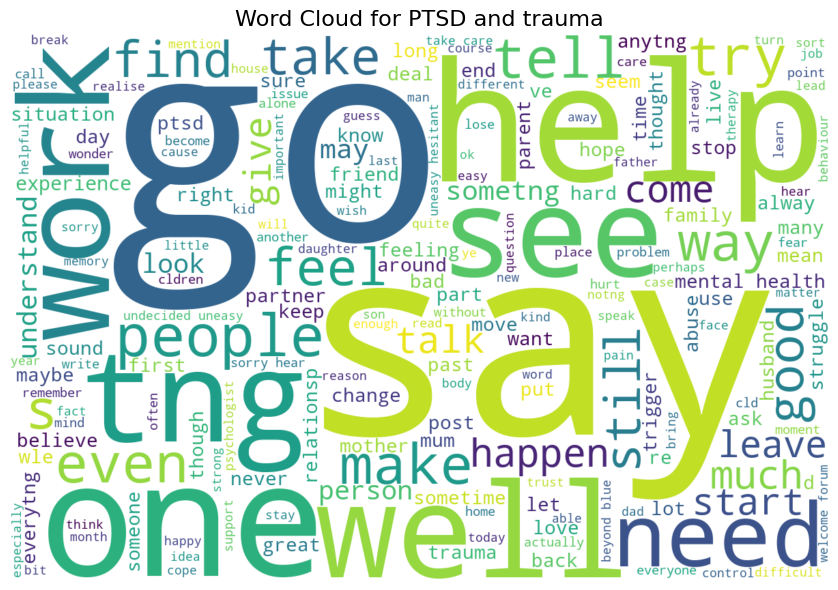 Word Cloud for PTSD and trauma
break
mention
find
take
long
take care
course
tell
anytng
try
turn
sort
job
call
please
realise
house
sure
deal
end
different
seem
care
point
lead
work
go
help
situation
issue
alone
man
ve
time
thought
already
live
therapy
day
wonder
ptsd
become
cause
give
important
guess
know
may
last
friend
might
wish
uneasy hesitant
lose
ok
easy
hope
parent
away
father
stop
learn
behaviour
helpful
experience
right
kid
sometng
hard
come
hear
alway
understand
sorry
memory
little
look
cldren
will
another
daughter
quite
ye
see
question
family
way
many
fear
mean
feel
feeling
around
bad
place
problem
perhaps
new
partner
keep
part
hurt
notng
case
mental health
undecided uneasy
son
without
say
speak
abuse
use
matter
struggle
year
sound
write
people
enough
read
talk
move
kind
want
face
good
husband
maybe
remember
first
sorry hear
reason
past
body
word
put
still
pain
s
fact
mind
tng
often
though
strong
psychologist
relationsp
change
post
trigger
bring
cld
ask
moment
believe
mother
mum
happen
re
leave
wle
even
never
make
trust
much
d
especially
everytng
think
month
one
someone
support
stay
person
sometime
well
let
able
beyond blue
dad
lot
start
welcome forum
happy
idea
great
home
love
today
actually
need
bit
cope
trauma
back
everyone
control
difficult